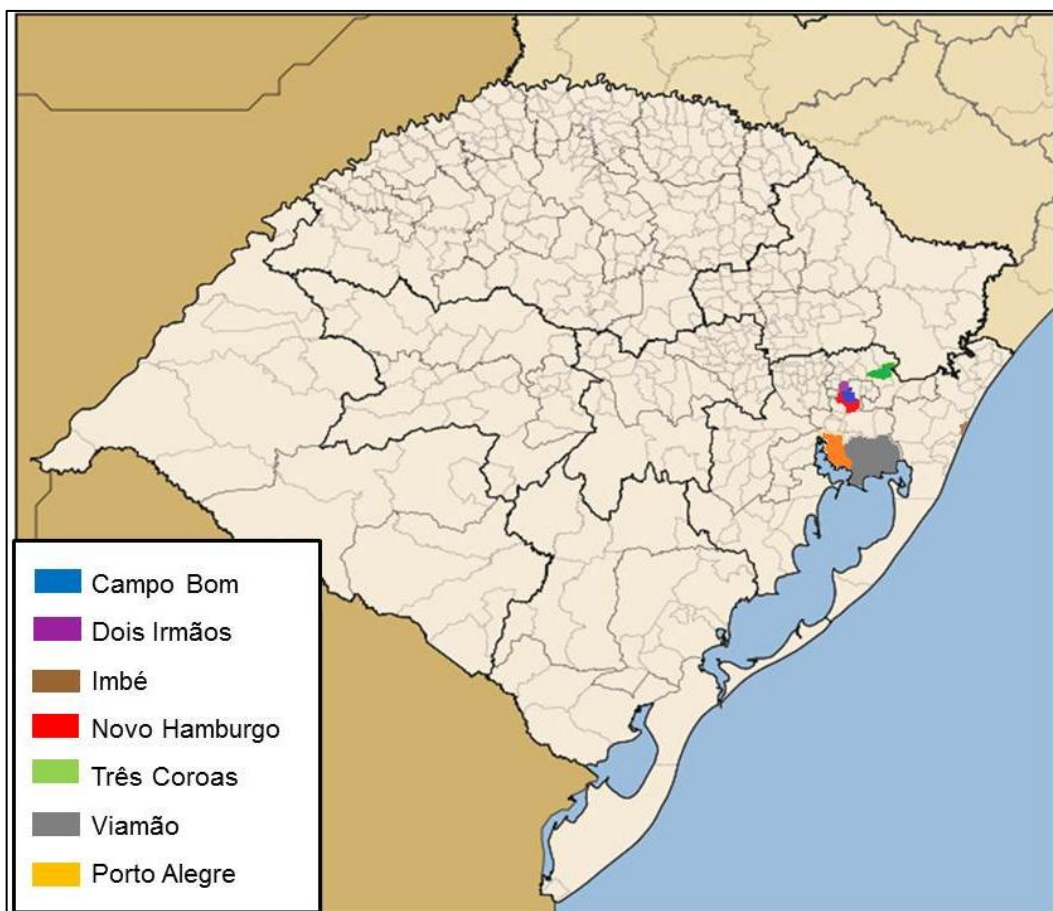 Campo Bom
Dois Irmãos
Imbé
Novo Hamburgo
Três Coroas
Viamão
Porto Alegre